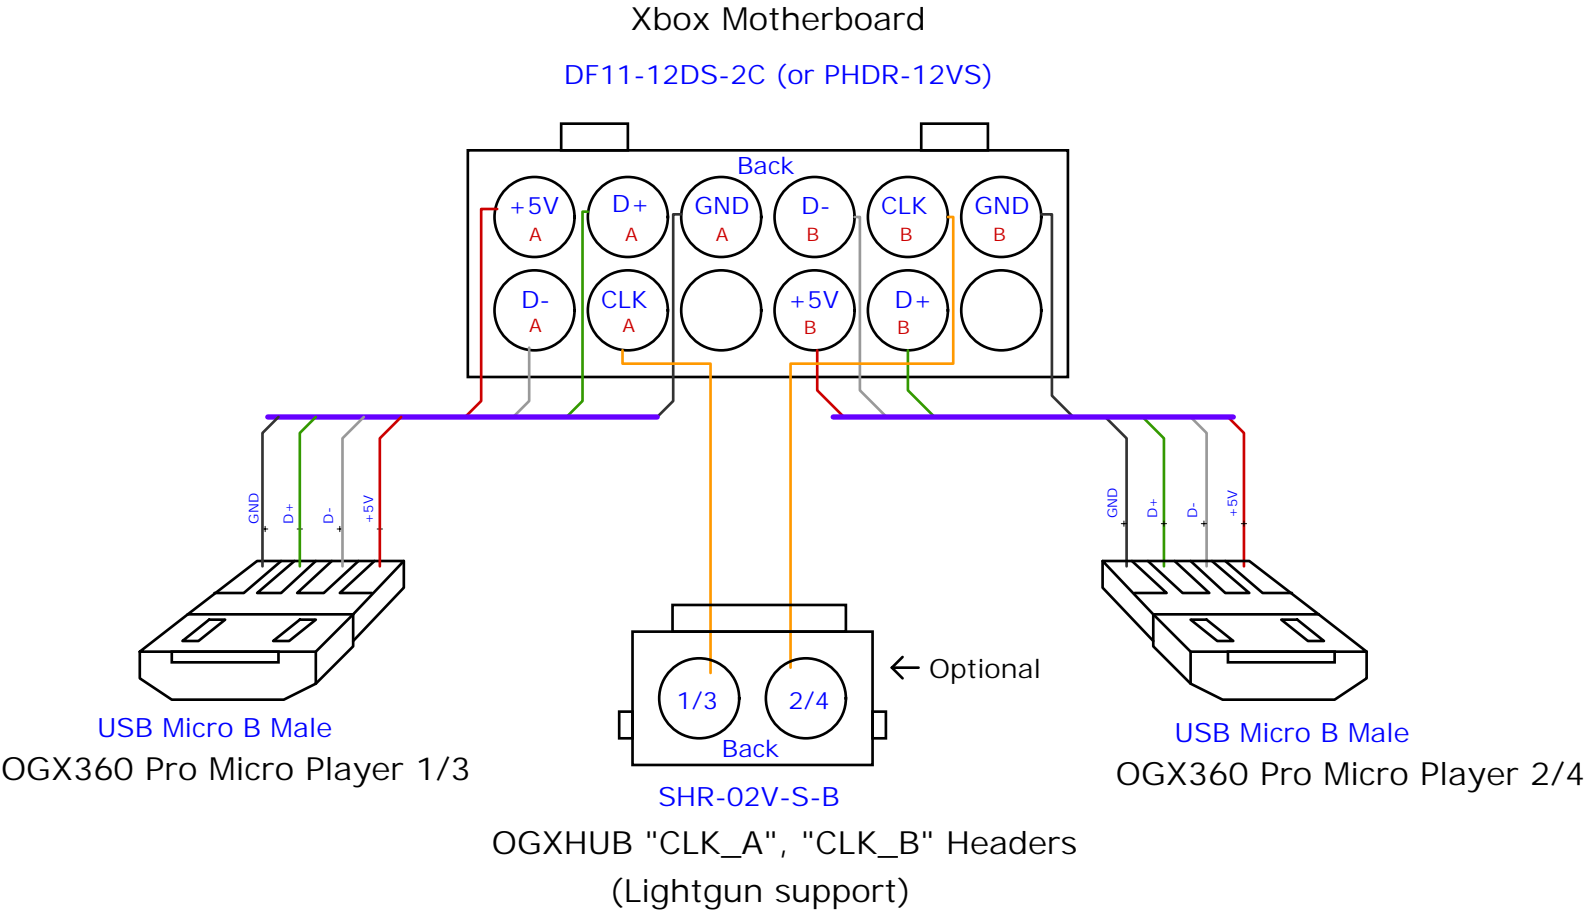 Xbox Motherboard
DF11-12DS-2C (or PHDR-12VS)
Back
+5V D+ GND D- CLK GND
A A A B B B
D- CLK +5V D+
A A B B
GND D+ D- +5V
GND D+ D- +5V
← Optional
1/3 2/4
Back
USB Micro B Male
OGX360 Pro Micro Player 1/3
USB Micro B Male
OGX360 Pro Micro Player 2/4
SHR-02V-S-B
OGXHUB "CLK_A", "CLK_B" Headers
(Lightgun support)